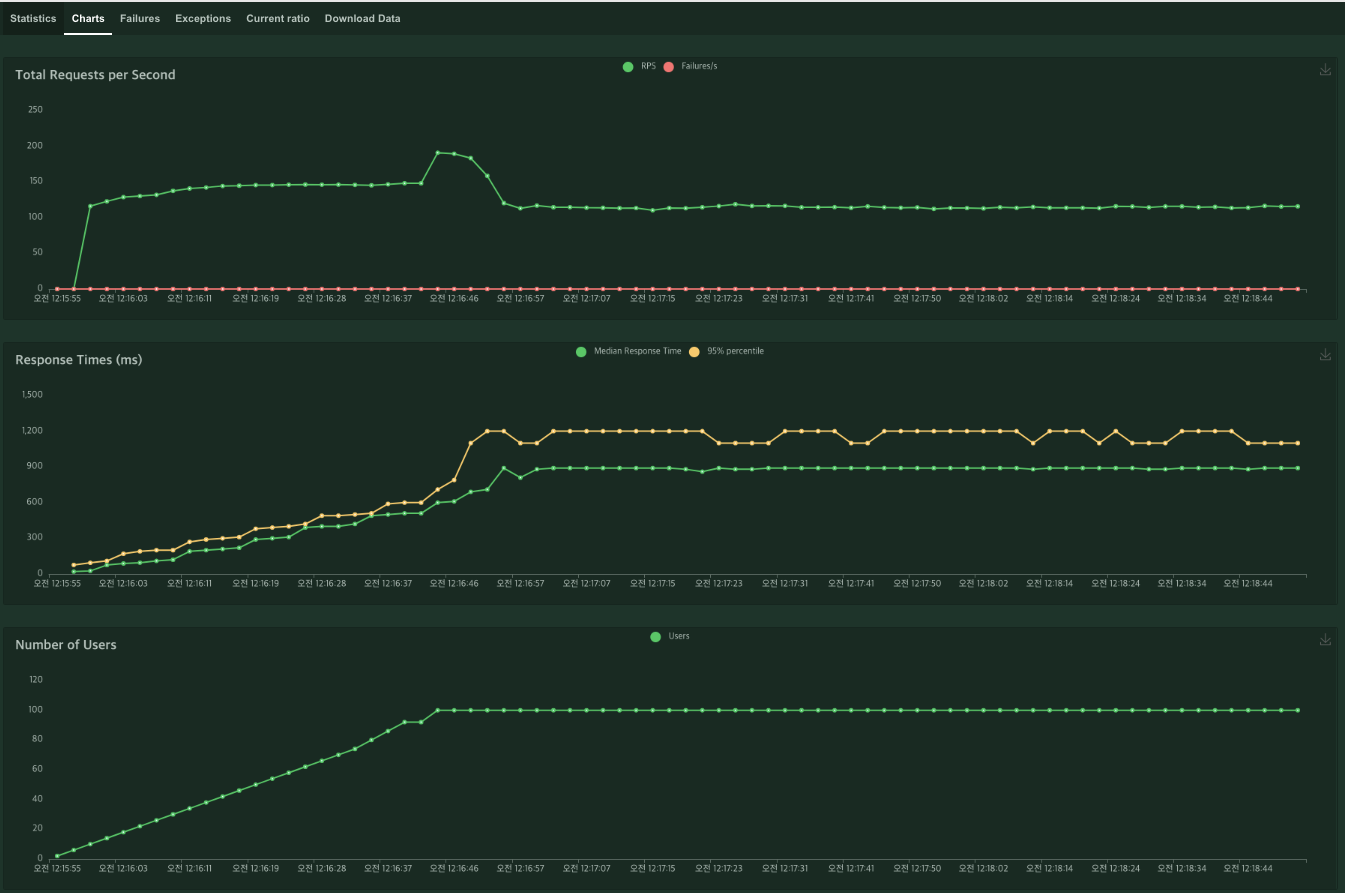 Statistics Charts Failures Exceptions Current ratio Download Data
Total Requests per Second
RPS Failures/s
250
200
150
100
50
0
오전 12:15:55 오전 12:16:03 오전 12:16:11 오전 12:16:19 오전 12:16:28 오전 12:16:37 오전 12:16:46 오전 12:16:57 오전 12:17:07 오전 12:17:15 오전 12:17:23 오전 12:17:31 오전 12:17:41 오전 12:17:50 오전 12:18:02 오전 12:18:14 오전 12:18:24 오전 12:18:34 오전 12:18:44
Response Times (ms)
Median Response Time 95% percentile
1,500
1,200
900
600
300
0
오전 12:15:55 오전 12:16:03 오전 12:16:11 오전 12:16:19 오전 12:16:28 오전 12:16:37 오전 12:16:46 오전 12:16:57 오전 12:17:07 오전 12:17:15 오전 12:17:23 오전 12:17:31 오전 12:17:41 오전 12:17:50 오전 12:18:02 오전 12:18:14 오전 12:18:24 오전 12:18:34 오전 12:18:44
Number of Users
Users
120
100
80
60
40
20
0
오전 12:15:55 오전 12:16:03 오전 12:16:11 오전 12:16:19 오전 12:16:28 오전 12:16:37 오전 12:16:46 오전 12:16:57 오전 12:17:07 오전 12:17:15 오전 12:17:23 오전 12:17:31 오전 12:17:41 오전 12:17:50 오전 12:18:02 오전 12:18:14 오전 12:18:24 오전 12:18:34 오전 12:18:44